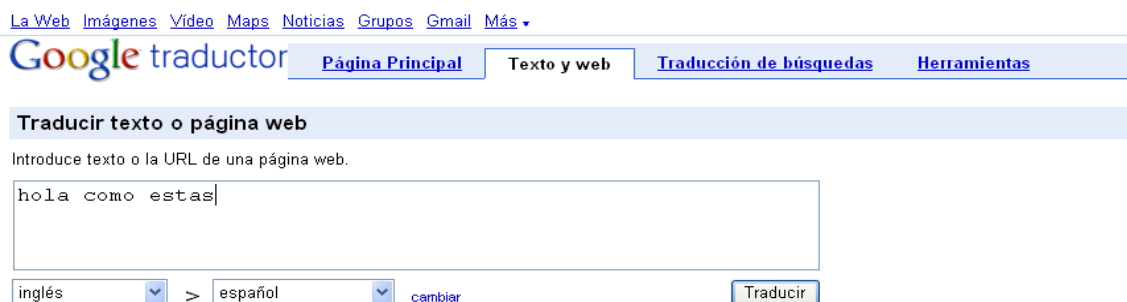 La Web Imágenes Vídeo Maps Noticias Grupos Gmail Más
Google traductor Página Principal Texto y web Traducción de búsquedas Herramientas
Traducir texto o página web
Introduce texto o la URL de una página web.
hola como estas
inglés > español cambiar Traducir